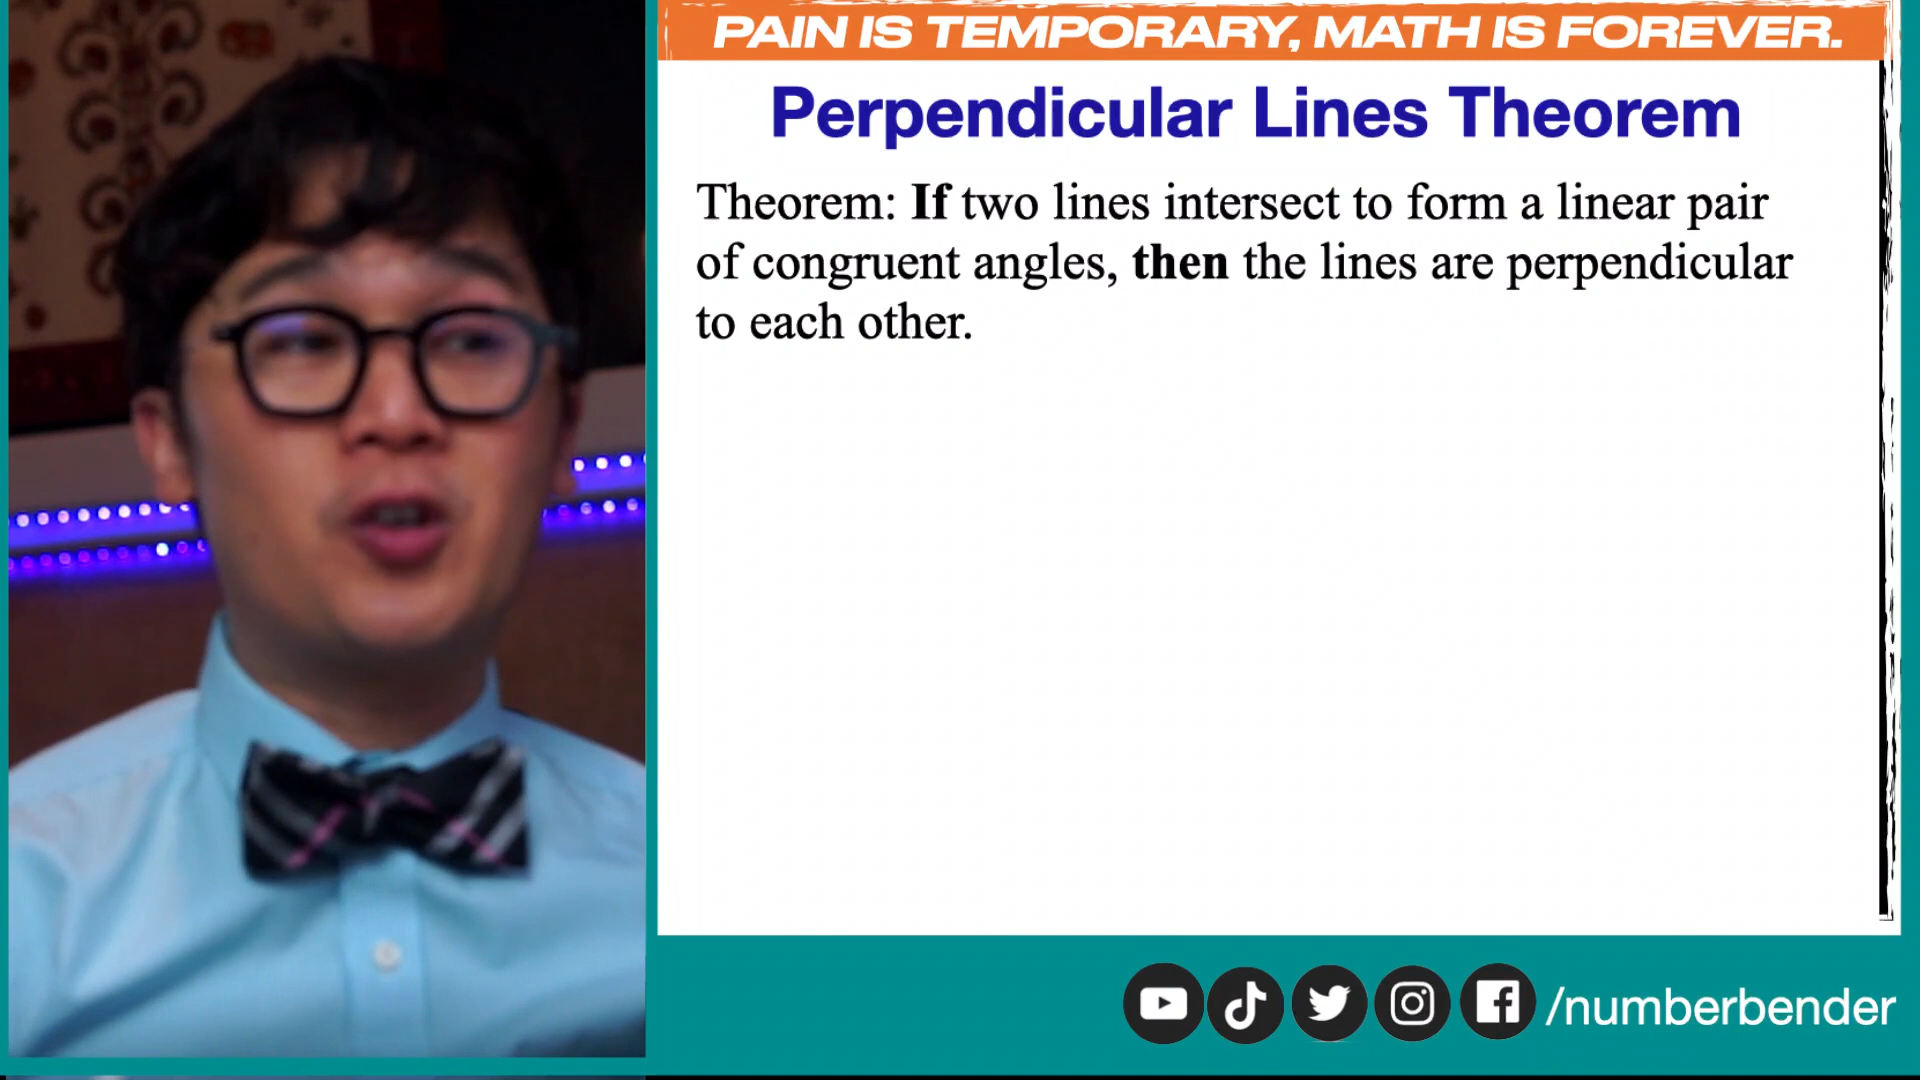 PAIN IS TEMPORARY, MATH IS FOREVER.
Perpendicular Lines Theorem
Theorem: If two lines intersect to form a linear pair
of congruent angles, then the lines are perpendicular
to each other.
/numberbender